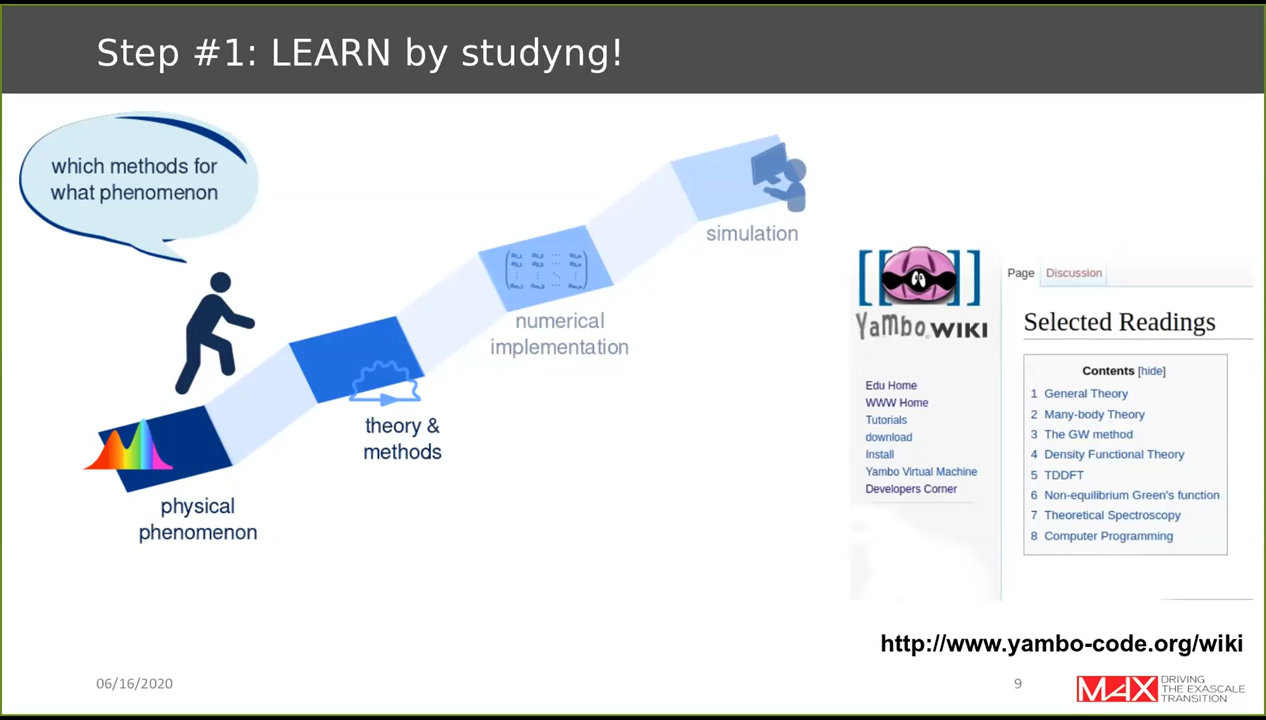 Step #1: LEARN by studyng!
which methods for
what phenomenon
simulation
numerical
implementation
theory &
methods
physical
phenomenon
Yambo.WIKI
Edu Home
WWW Home
Tutorials
download
Install
Yambo Virtual Machine
Developers Corner
Page Discussion
Selected Readings
Contents [hide]
1 General Theory
2 Many-body Theory
3 The GW method
4 Density Functional Theory
5 TDDFT
6 Non-equilibrium Green's function
7 Theoretical Spectroscopy
8 Computer Programming
http://www.yambo-code.org/wiki
06/16/2020
9
MAX
DRIVING
THE EXASCALE
TRANSITION